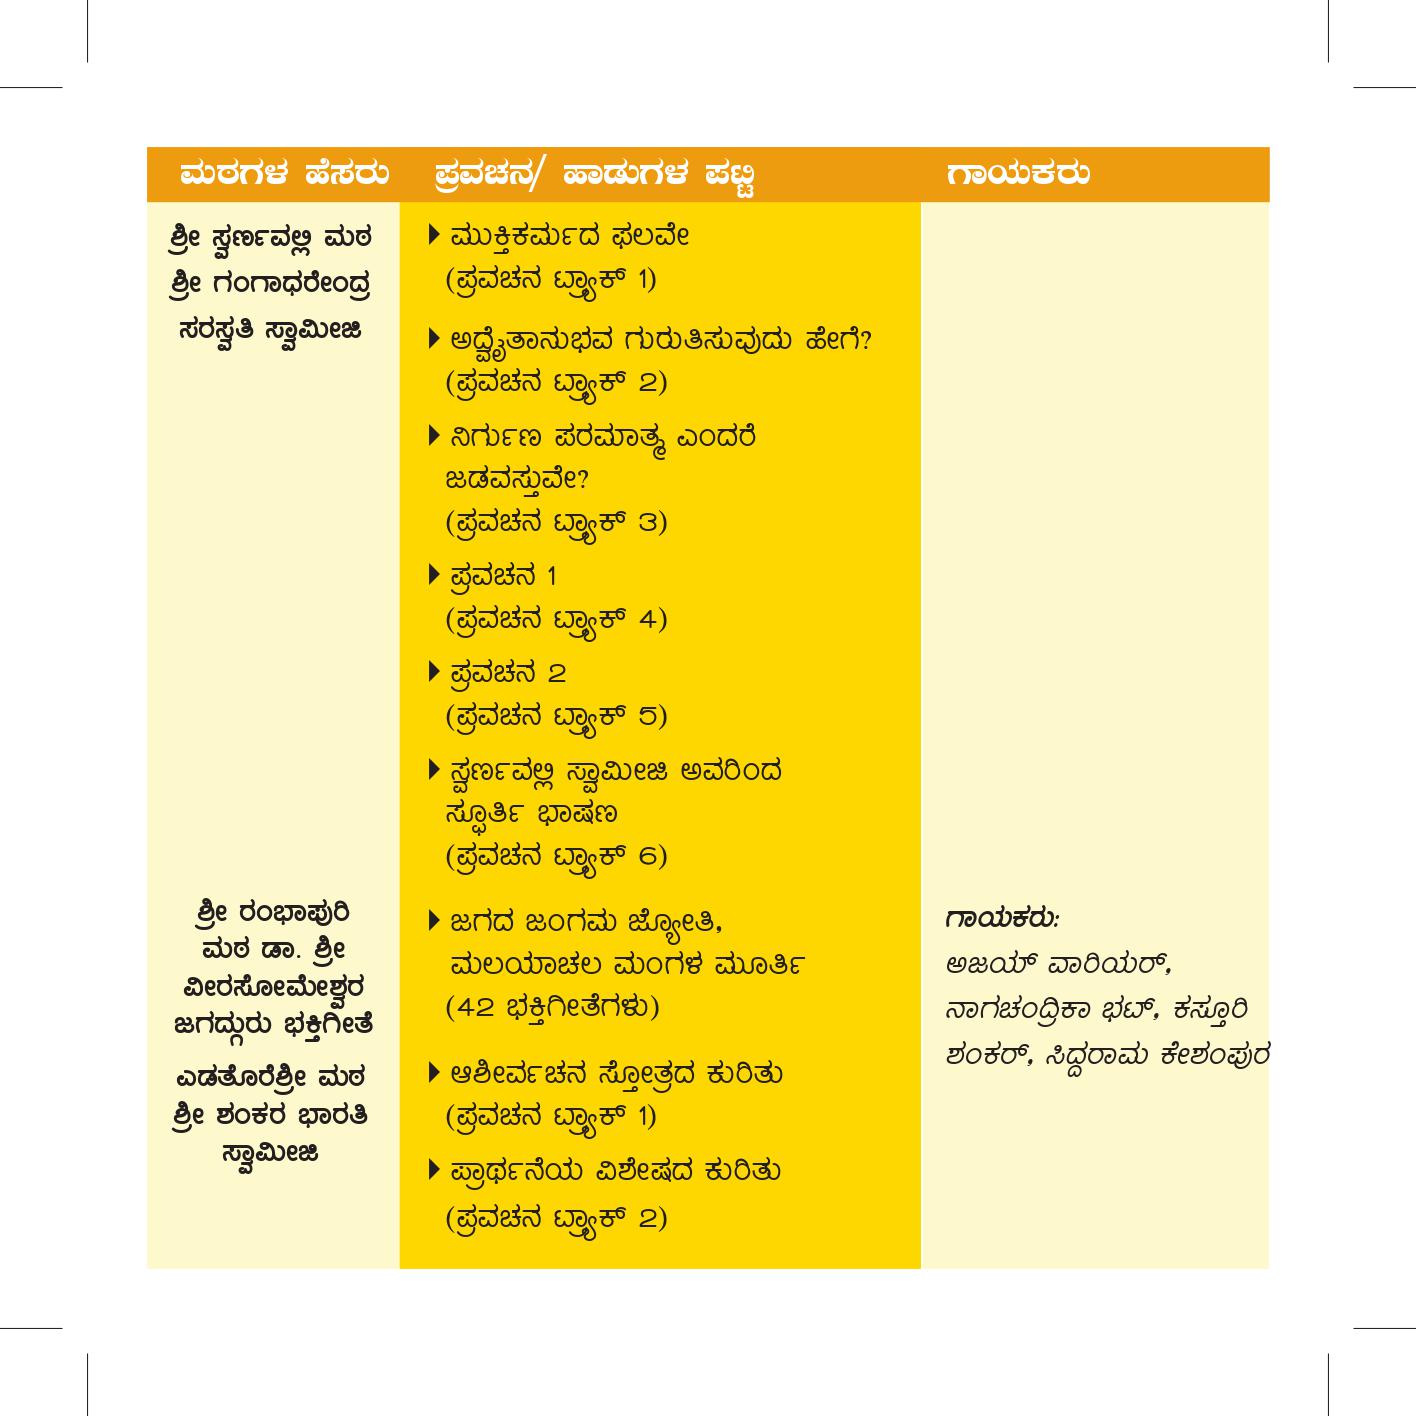 ಮಠಗಳ ಹೆಸರು
ಪ್ರವಚನ/ ಹಾಡುಗಳ ಪಟ್ಟಿ
ಗಾಯಕರು
ಶ್ರೀ ಸ್ವರ್ಣವಲ್ಲಿ ಮಠ
ಶ್ರೀ ಗಂಗಾಧರೇಂದ್ರ
ಸರಸ್ವತಿ ಸ್ವಾಮೀಜಿ
ಮುಕ್ತಿಕರ್ಮದ ಫಲವೇ
(ಪ್ರವಚನ ಟ್ರ್ಯಾಕ್ 1)
ಅದ್ವೈತಾನುಭವ ಗುರುತಿಸುವುದು ಹೇಗೆ?
(ಪ್ರವಚನ ಟ್ರ್ಯಾಕ್ 2)
ನಿರ್ಗುಣ ಪರಮಾತ್ಮ ಎಂದರೆ
ಜಡವಸ್ತುವೇ?
(ಪ್ರವಚನ ಟ್ರ್ಯಾಕ್ 3)
ಪ್ರವಚನ 1
(ಪ್ರವಚನ ಟ್ರ್ಯಾಕ್ 4)
ಪ್ರವಚನ 2
(ಪ್ರವಚನ ಟ್ರ್ಯಾಕ್ 5)
ಸ್ವರ್ಣವಲ್ಲಿ ಸ್ವಾಮೀಜಿ ಅವರಿಂದ
ಸ್ಫೂರ್ತಿ ಭಾಷಣ
(ಪ್ರವಚನ ಟ್ರ್ಯಾಕ್ 6)
ಶ್ರೀ ರಂಭಾಪುರಿ
ಮಠ ಡಾ. ಶ್ರೀ
ವೀರಸೋಮೇಶ್ವರ
ಜಗದ್ಗುರು ಭಕ್ತಿಗೀತೆ
ಜಗದ ಜಂಗಮ ಜ್ಯೋತಿ,
ಮಲಯಾಚಲ ಮಂಗಳ ಮೂರ್ತಿ
(42 ಭಕ್ತಿಗೀತೆಗಳು)
ಗಾಯಕರು:
ಅಜಯ್ ವಾರಿಯರ್,
ನಾಗಚಂದ್ರಿಕಾ ಭಟ್, ಕಸ್ತೂರಿ
ಶಂಕರ್, ಸಿದ್ದರಾಮ ಕೇಶಂಪುರ
ಎಡತೊರೆಶ್ರೀ ಮಠ
ಶ್ರೀ ಶಂಕರ ಭಾರತಿ
ಸ್ವಾಮೀಜಿ
ಆಶೀರ್ವಚನ ಸ್ತೋತ್ರದ ಕುರಿತು
(ಪ್ರವಚನ ಟ್ರ್ಯಾಕ್ 1)
ಪ್ರಾರ್ಥನೆಯ ವಿಶೇಷದ ಕುರಿತು
(ಪ್ರವಚನ ಟ್ರ್ಯಾಕ್ 2)